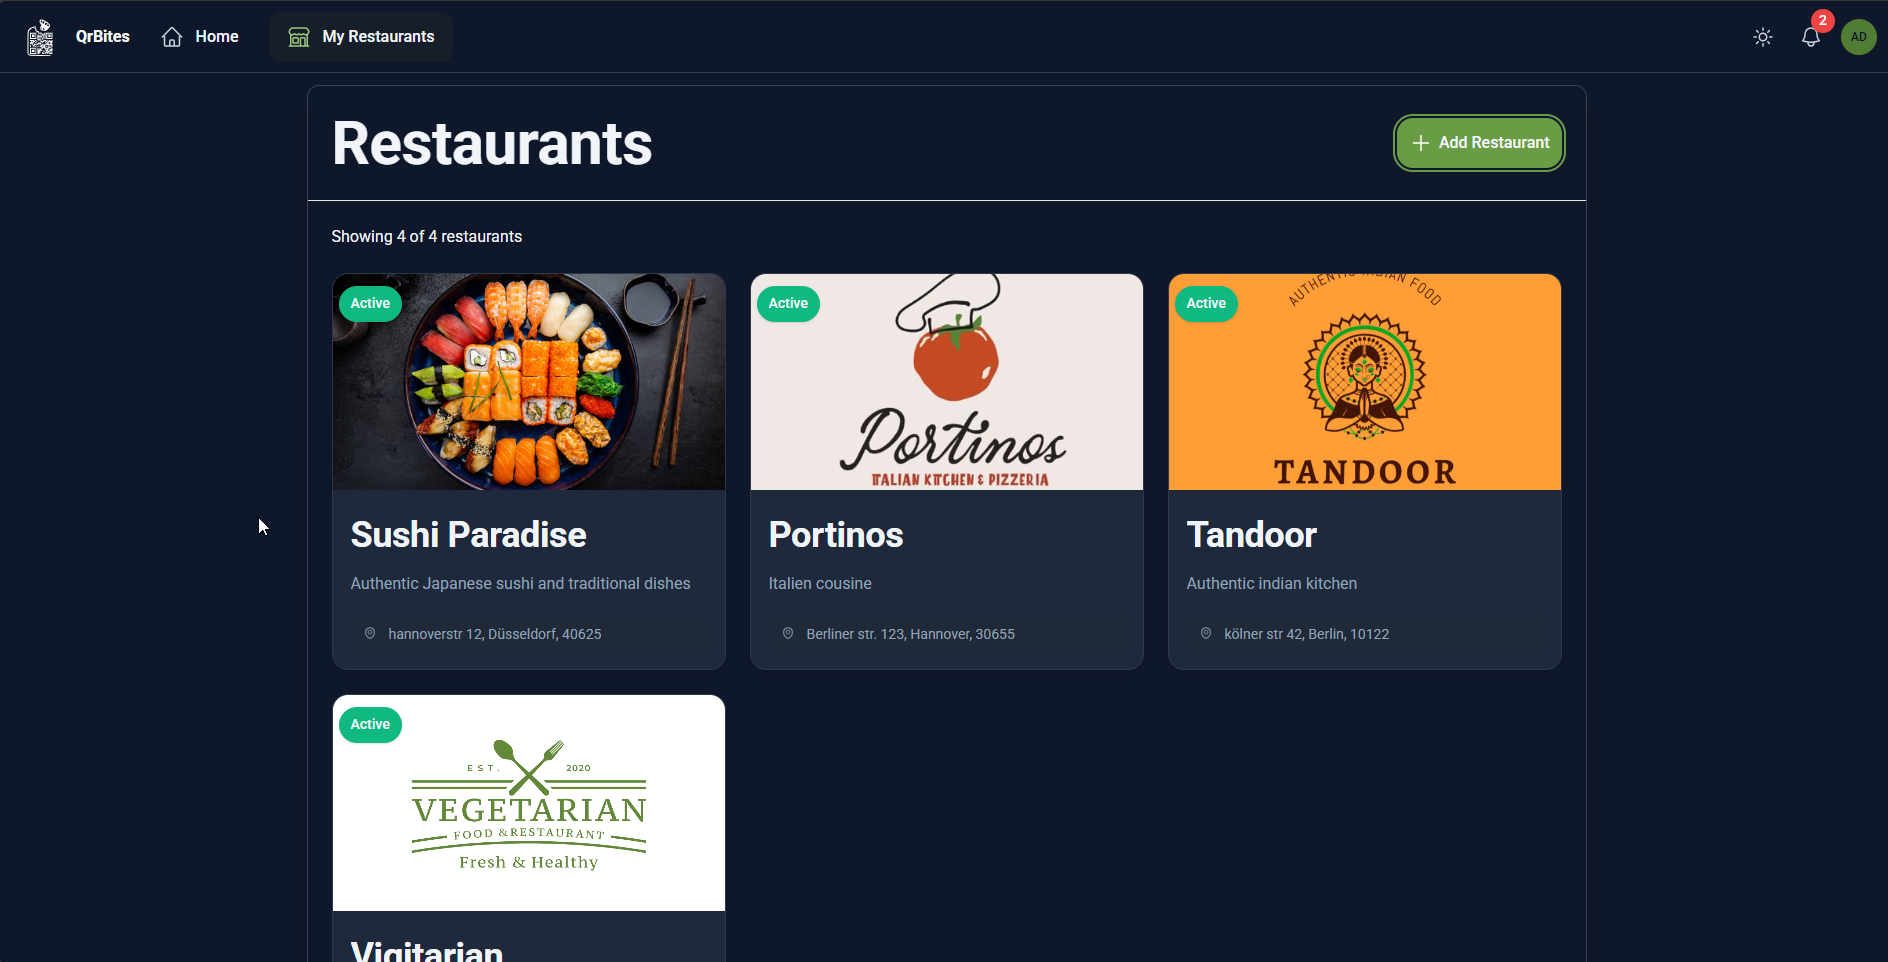 QrBites
Home
My Restaurants
2
AD
Restaurants
Add Restaurant
Showing 4 of 4 restaurants
Active
Sushi Paradise
Authentic Japanese sushi and traditional dishes
hannoverstr 12, Düsseldorf, 40625
Active
Portinos
ITALIAN KITCHEN & PIZZERIA
Portinos
Italien cousine
Berliner str. 123, Hannover, 30655
Active
AUTHENTIC INDIAN FOOD
TANDOOR
Tandoor
Authentic indian kitchen
kölner str 42, Berlin, 10122
Active
EST. 2020
VEGETARIAN
FOOD & RESTAURANT
Fresh & Healthy
Vigitarian